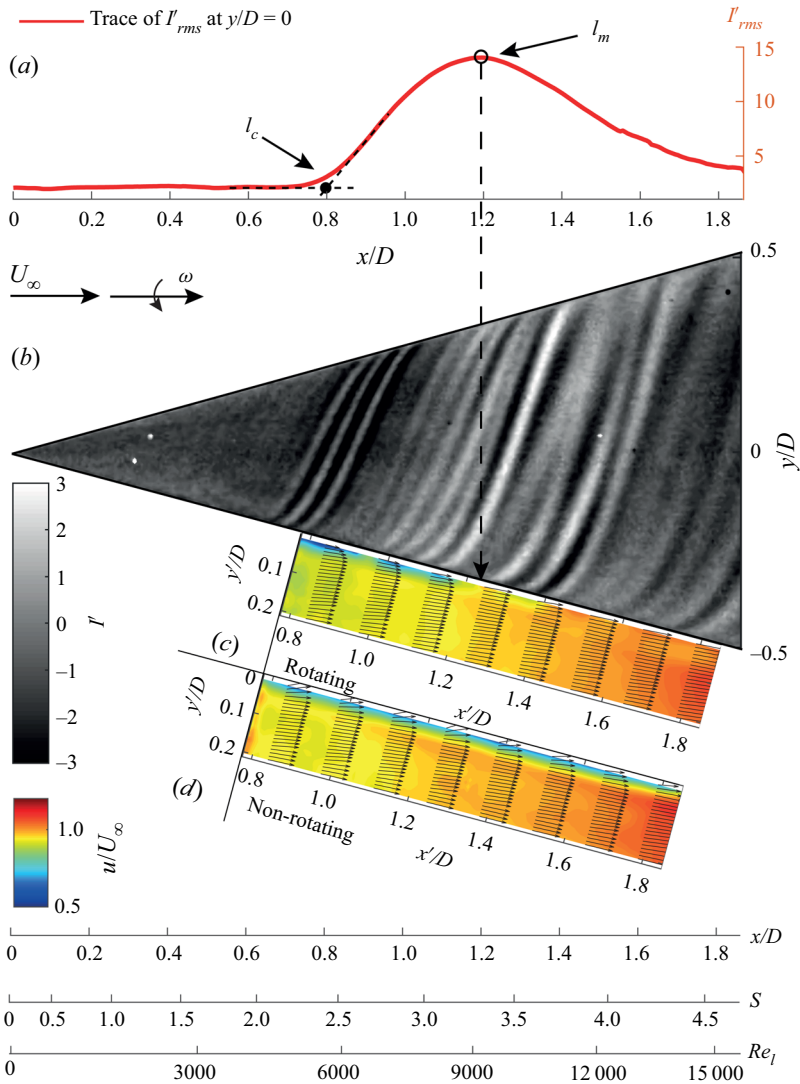 Trace of I'rms at y/D = 0
I'rms
(a)
lm
lc
15
10
5
0 0.2 0.4 0.6 0.8 1.0 1.2 1.4 1.6 1.8
x/D
U∞ ω
(b)
0.5
0
−0.5
y/D
3
2
1
0
−1
−2
−3
I'
0.1
0.2
y'/D
(c)
0.8 1.0 1.2 1.4 1.6 1.8
Rotating
x'/D
0
0.1
0.2
y'/D
(d)
0.8 1.0 1.2 1.4 1.6 1.8
Non-rotating
x'/D
1.0
0.5
u/U∞
0 0.2 0.4 0.6 0.8 1.0 1.2 1.4 1.6 1.8 x/D
0 0.5 1.0 1.5 2.0 2.5 3.0 3.5 4.0 4.5 S
0 3000 6000 9000 12 000 15 000 Rel